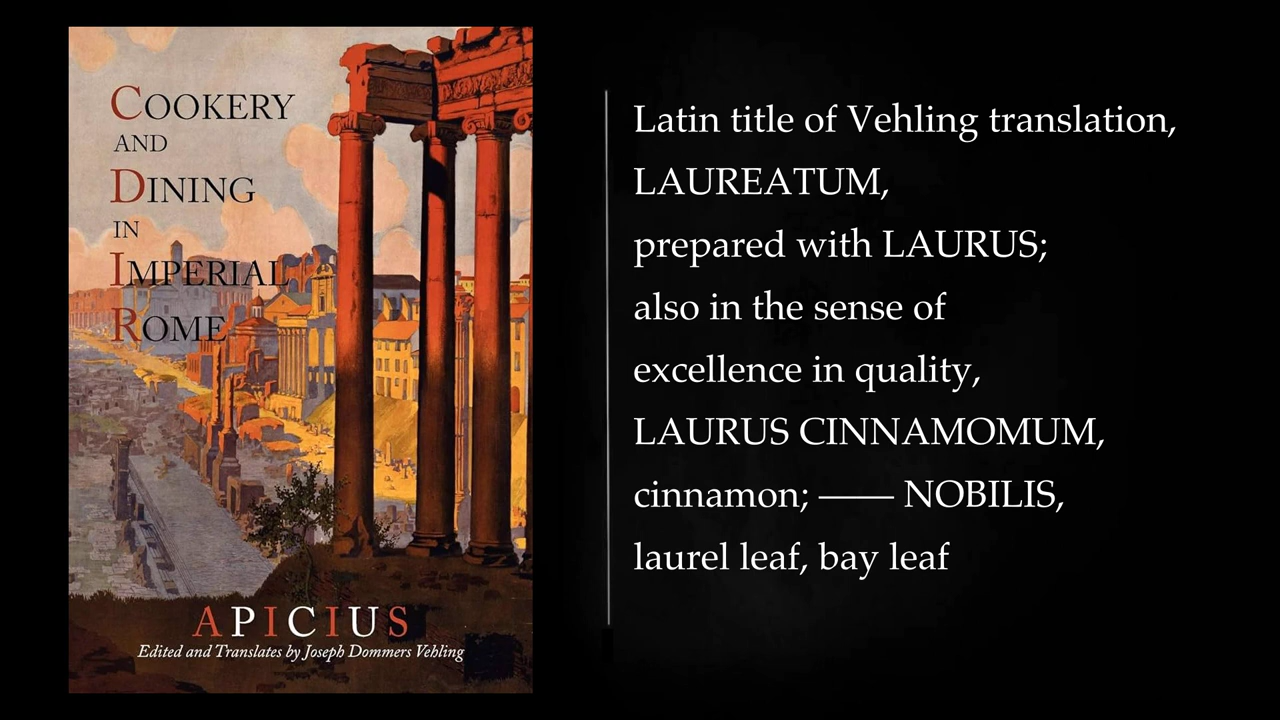 COOKERY
AND
DINING
IN
IMPERIAL
ROME
APICIUS
Edited and Translates by Joseph Dommers Vehling
Latin title of Vehling translation,
LAUREATUM,
prepared with LAURUS;
also in the sense of
excellence in quality,
LAURUS CINNAMOMUM,
cinnamon; —— NOBILIS,
laurel leaf, bay leaf